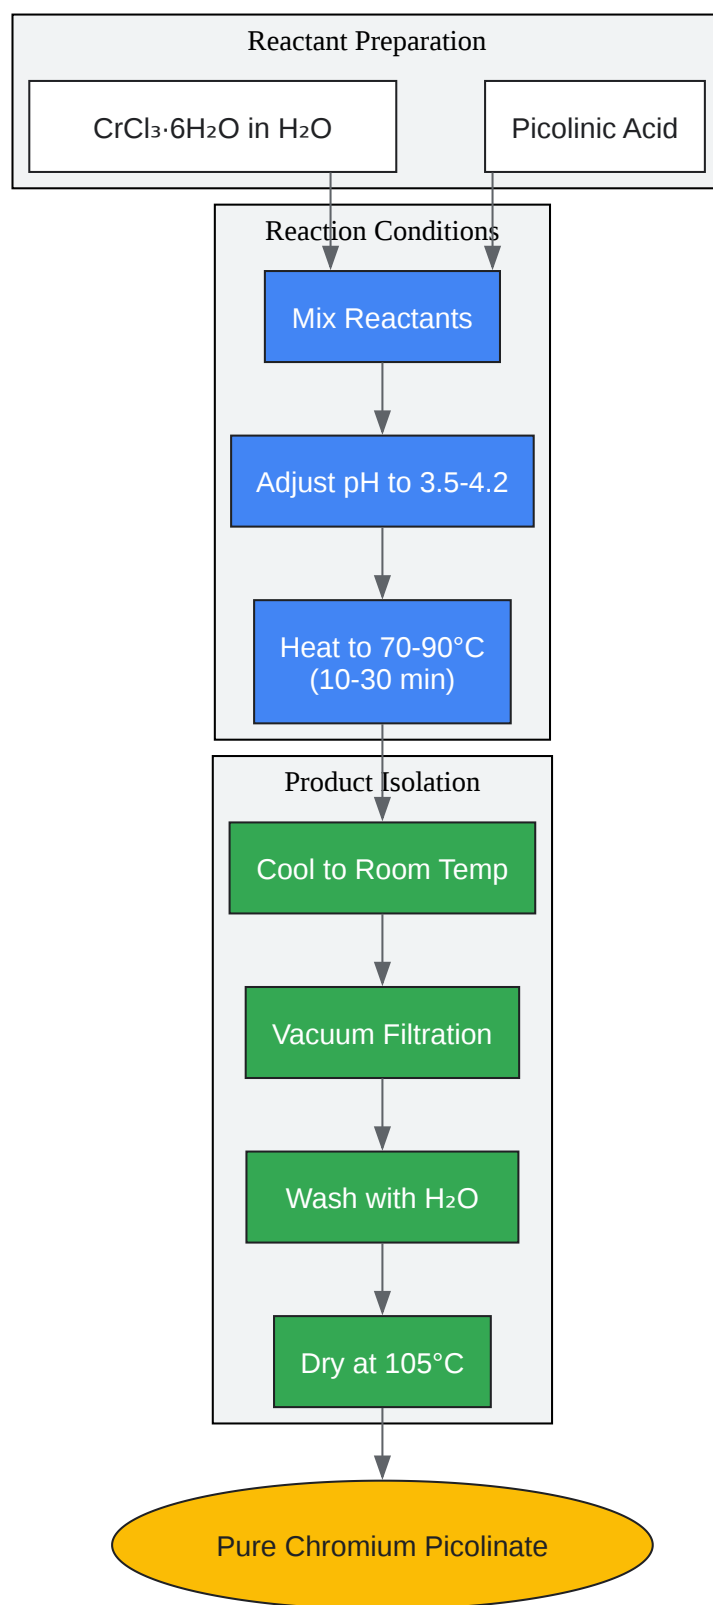 Reactant Preparation
CrCl₃·6H₂O in H₂O
Picolinic Acid
Reaction Conditions
Mix Reactants
Adjust pH to 3.5-4.2
Heat to 70-90°C
(10-30 min)
Product Isolation
Cool to Room Temp
Vacuum Filtration
Wash with H₂O
Dry at 105°C
Pure Chromium Picolinate